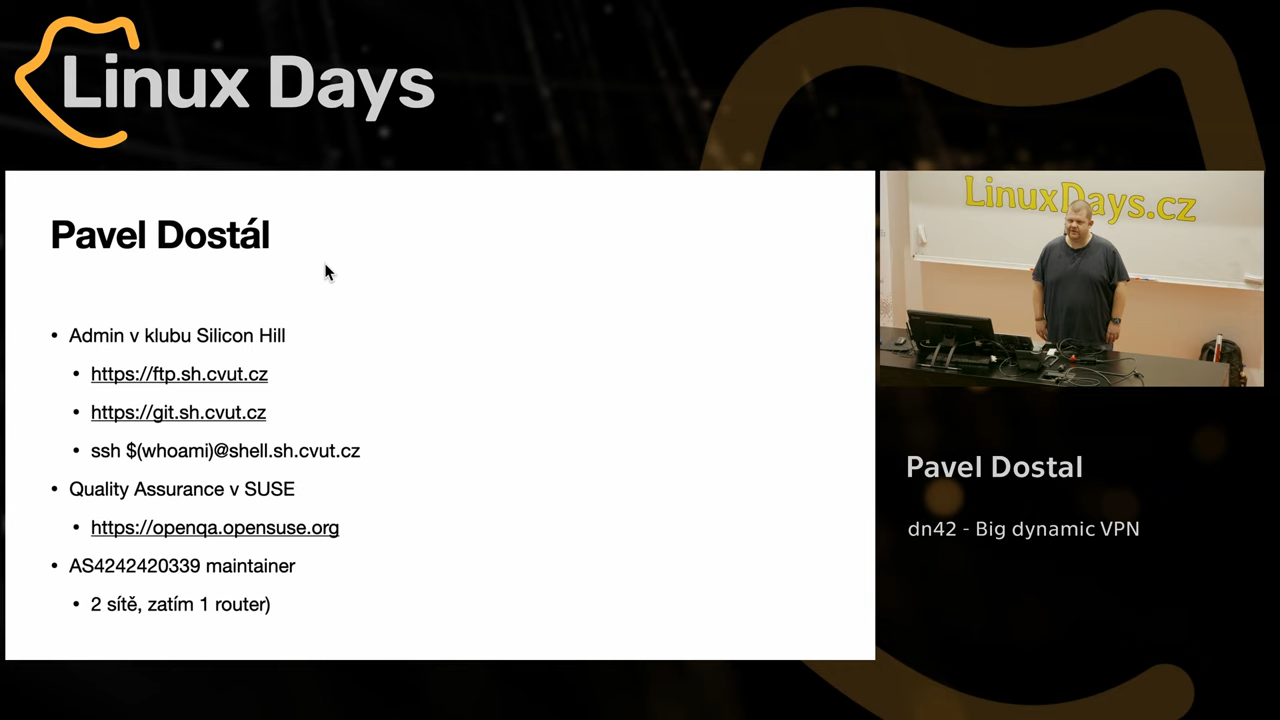 Linux Days
Pavel Dostál
• Admin v klubu Silicon Hill
• https://ftp.sh.cvut.cz
• https://git.sh.cvut.cz
• ssh $(whoami)@shell.sh.cvut.cz
• Quality Assurance v SUSE
• https://openqa.opensuse.org
• AS4242420339 maintainer
• 2 sítě, zatím 1 router)
LinuxDays.cz
Pavel Dostal
dn42 - Big dynamic VPN